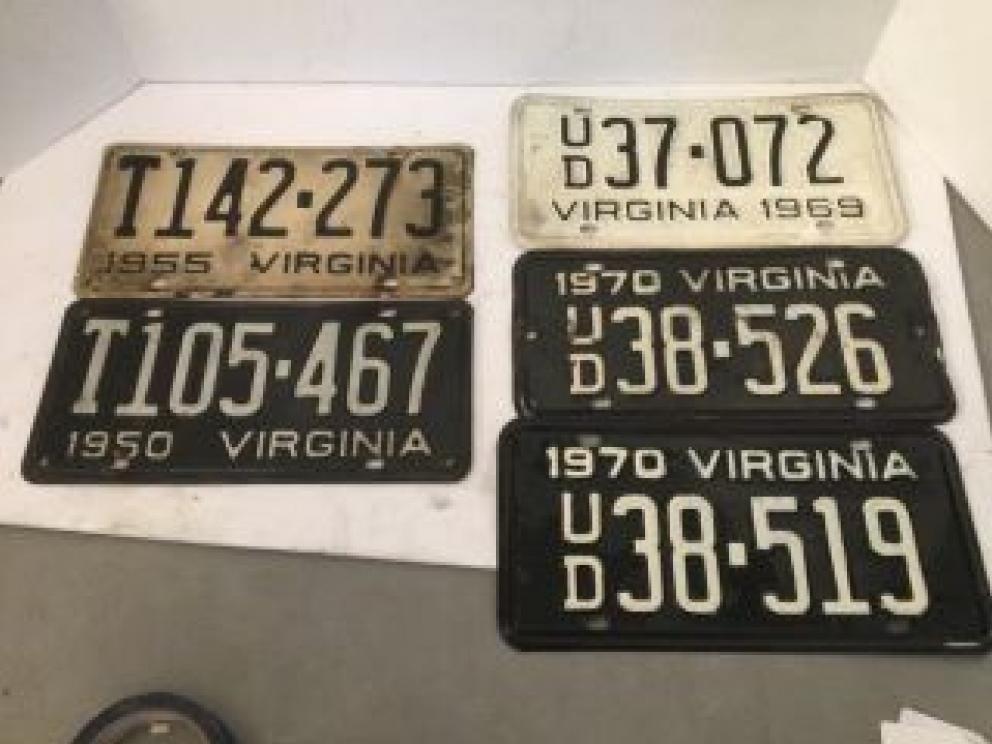 T142·273
1955 VIRGINIA
T105·467
1950 VIRGINIA
UD37·072
VIRGINIA 1969
1970 VIRGINIA
UD38·526
1970 VIRGINIA
UD38·519